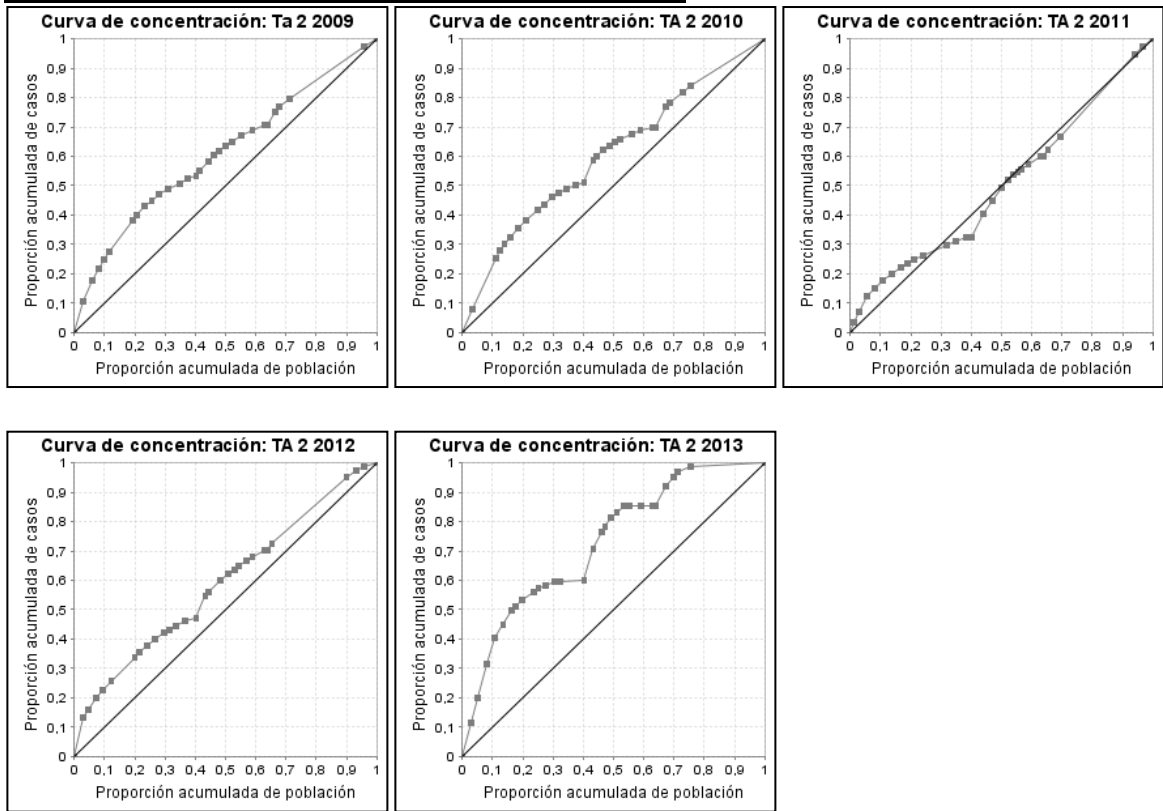 Curva de concentración: Ta 2 2009
Proporción acumulada de casos
1
0,9
0,8
0,7
0,6
0,5
0,4
0,3
0,2
0,1
0
0 0,1 0,2 0,3 0,4 0,5 0,6 0,7 0,8 0,9 1
Proporción acumulada de población
Curva de concentración: TA 2 2010
Proporción acumulada de casos
1
0,9
0,8
0,7
0,6
0,5
0,4
0,3
0,2
0,1
0
0 0,1 0,2 0,3 0,4 0,5 0,6 0,7 0,8 0,9 1
Proporción acumulada de población
Curva de concentración: TA 2 2011
Proporción acumulada de casos
1
0,9
0,8
0,7
0,6
0,5
0,4
0,3
0,2
0,1
0
0 0,1 0,2 0,3 0,4 0,5 0,6 0,7 0,8 0,9 1
Proporción acumulada de población
Curva de concentración: TA 2 2012
Proporción acumulada de casos
1
0,9
0,8
0,7
0,6
0,5
0,4
0,3
0,2
0,1
0
0 0,1 0,2 0,3 0,4 0,5 0,6 0,7 0,8 0,9 1
Proporción acumulada de población
Curva de concentración: TA 2 2013
Proporción acumulada de casos
1
0,9
0,8
0,7
0,6
0,5
0,4
0,3
0,2
0,1
0
0 0,1 0,2 0,3 0,4 0,5 0,6 0,7 0,8 0,9 1
Proporción acumulada de población